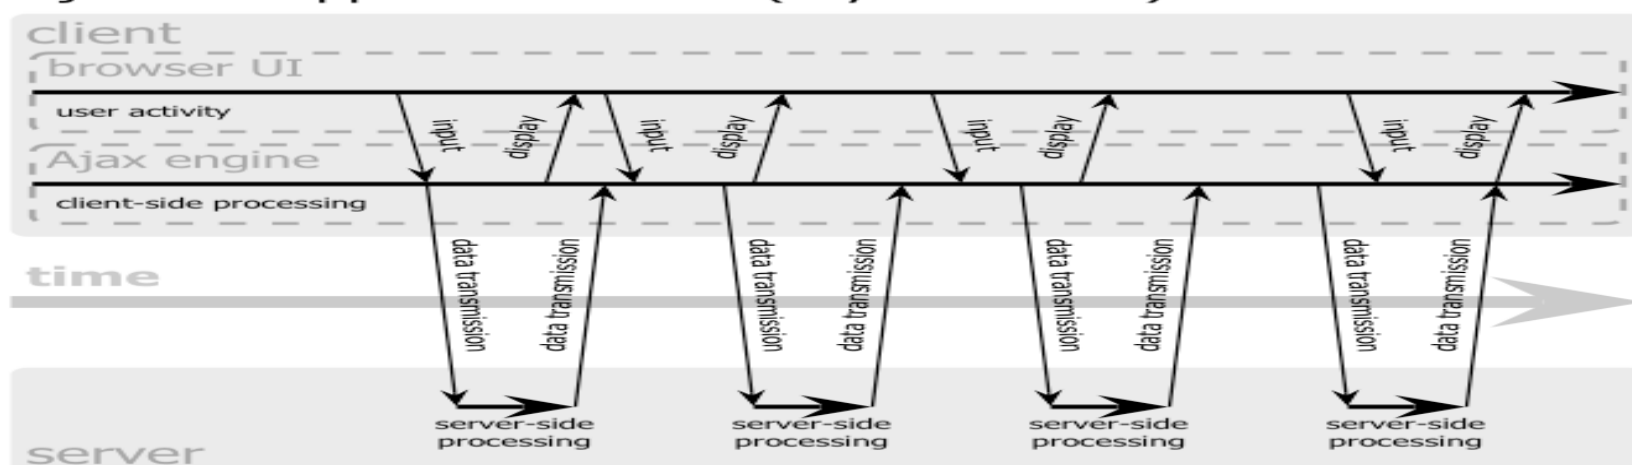 client
browser UI
user activity
input
display
input
display
input
display
input
display
Ajax engine
client-side processing
data transmission
data transmission
data transmission
data transmission
data transmission
data transmission
data transmission
data transmission
time
server-side
processing
server-side
processing
server-side
processing
server-side
processing
server